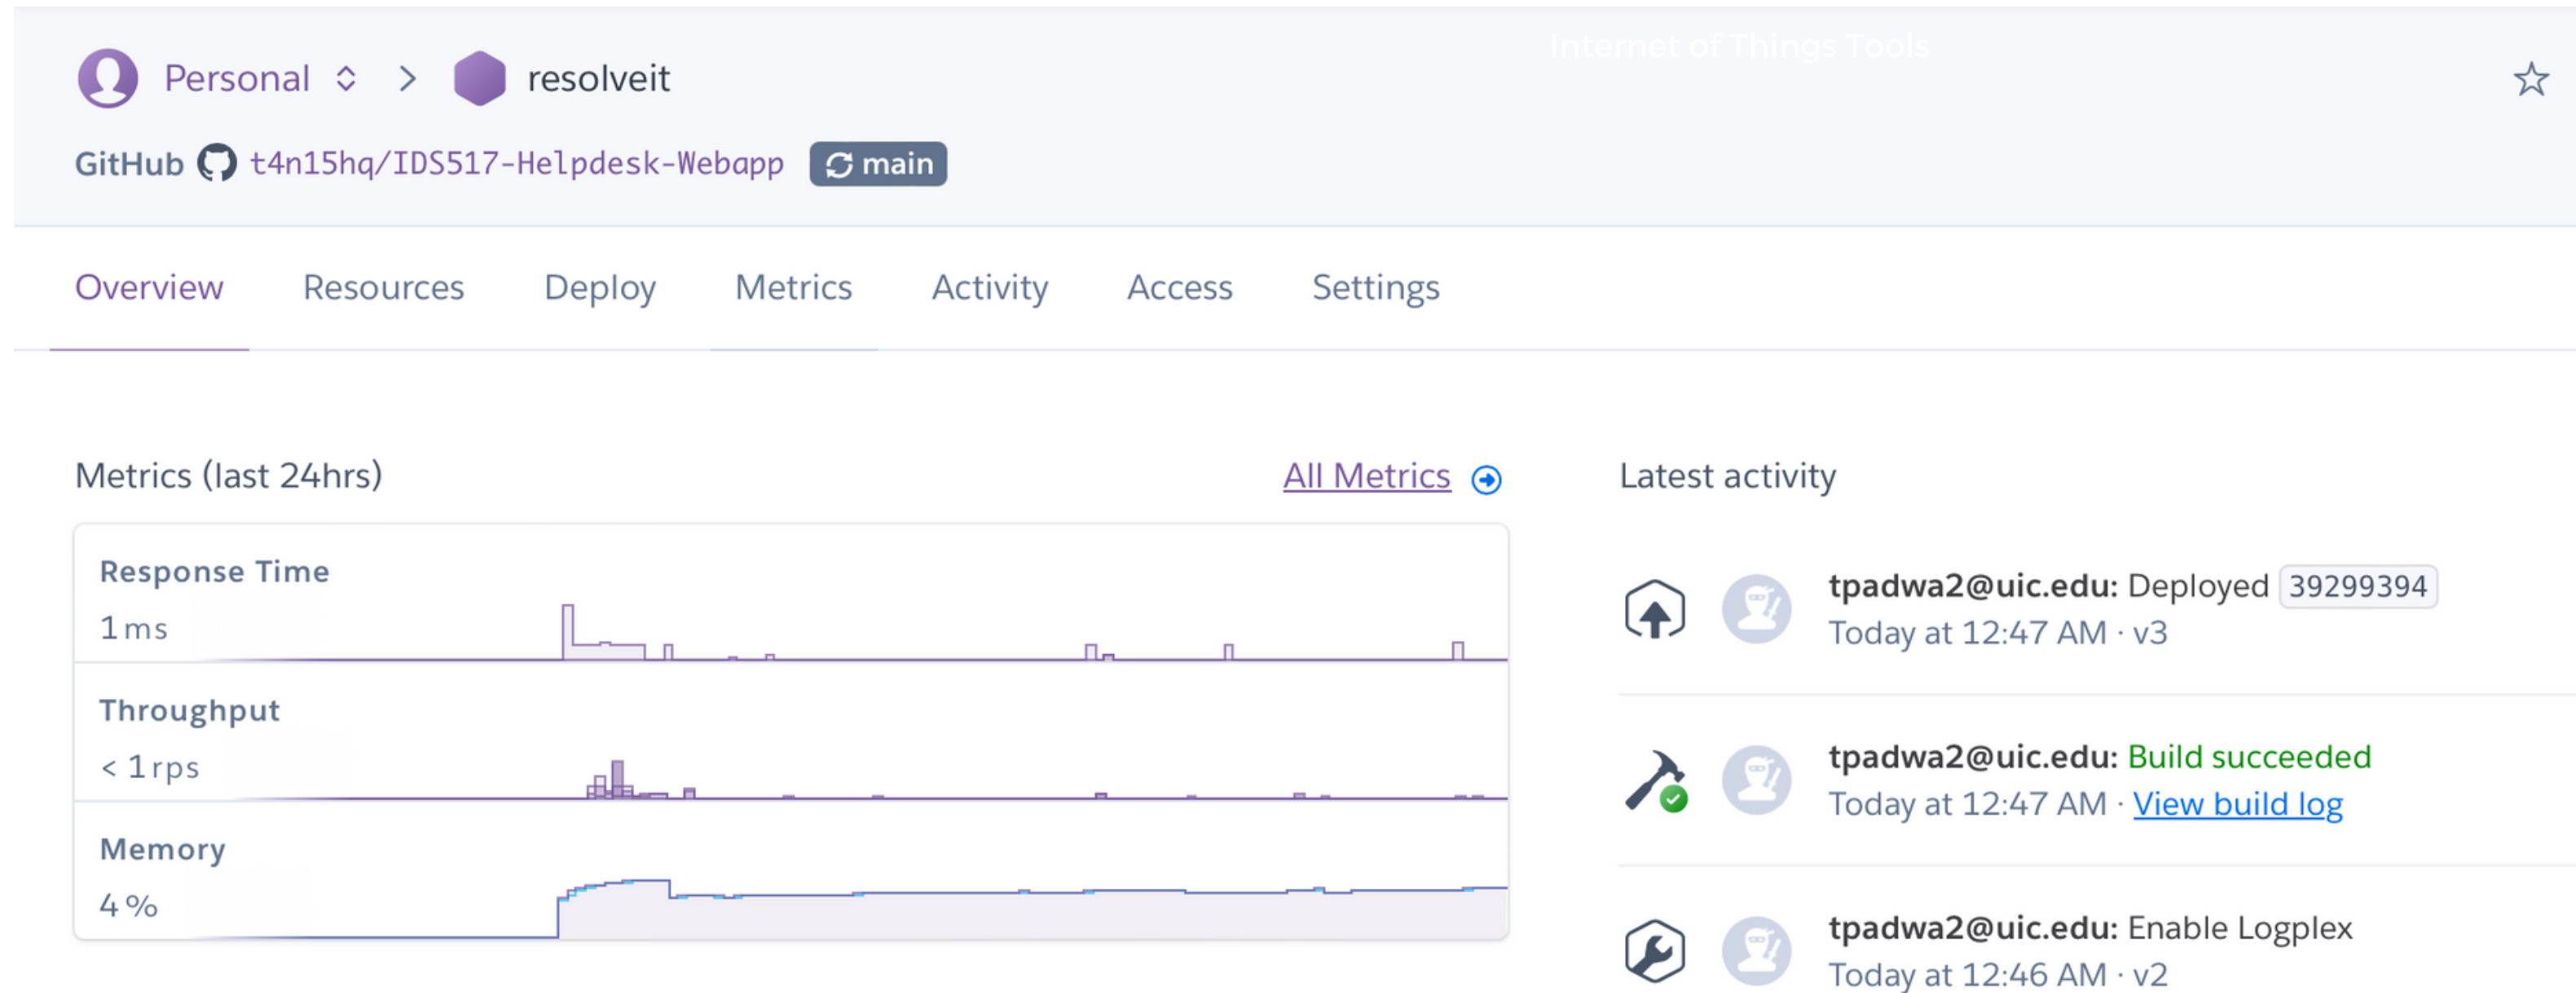 Internet of Things Tools
Personal > resolveit
GitHub t4n15hq/IDS517-Helpdesk-Webapp main
Overview Resources Deploy Metrics Activity Access Settings
Metrics (last 24hrs) All Metrics
Response Time
1 ms
Throughput
< 1 rps
Memory
4 %
Latest activity
tpadwa2@uic.edu: Deployed 39299394
Today at 12:47 AM · v3
tpadwa2@uic.edu: Build succeeded
Today at 12:47 AM · View build log
tpadwa2@uic.edu: Enable Logplex
Today at 12:46 AM · v2